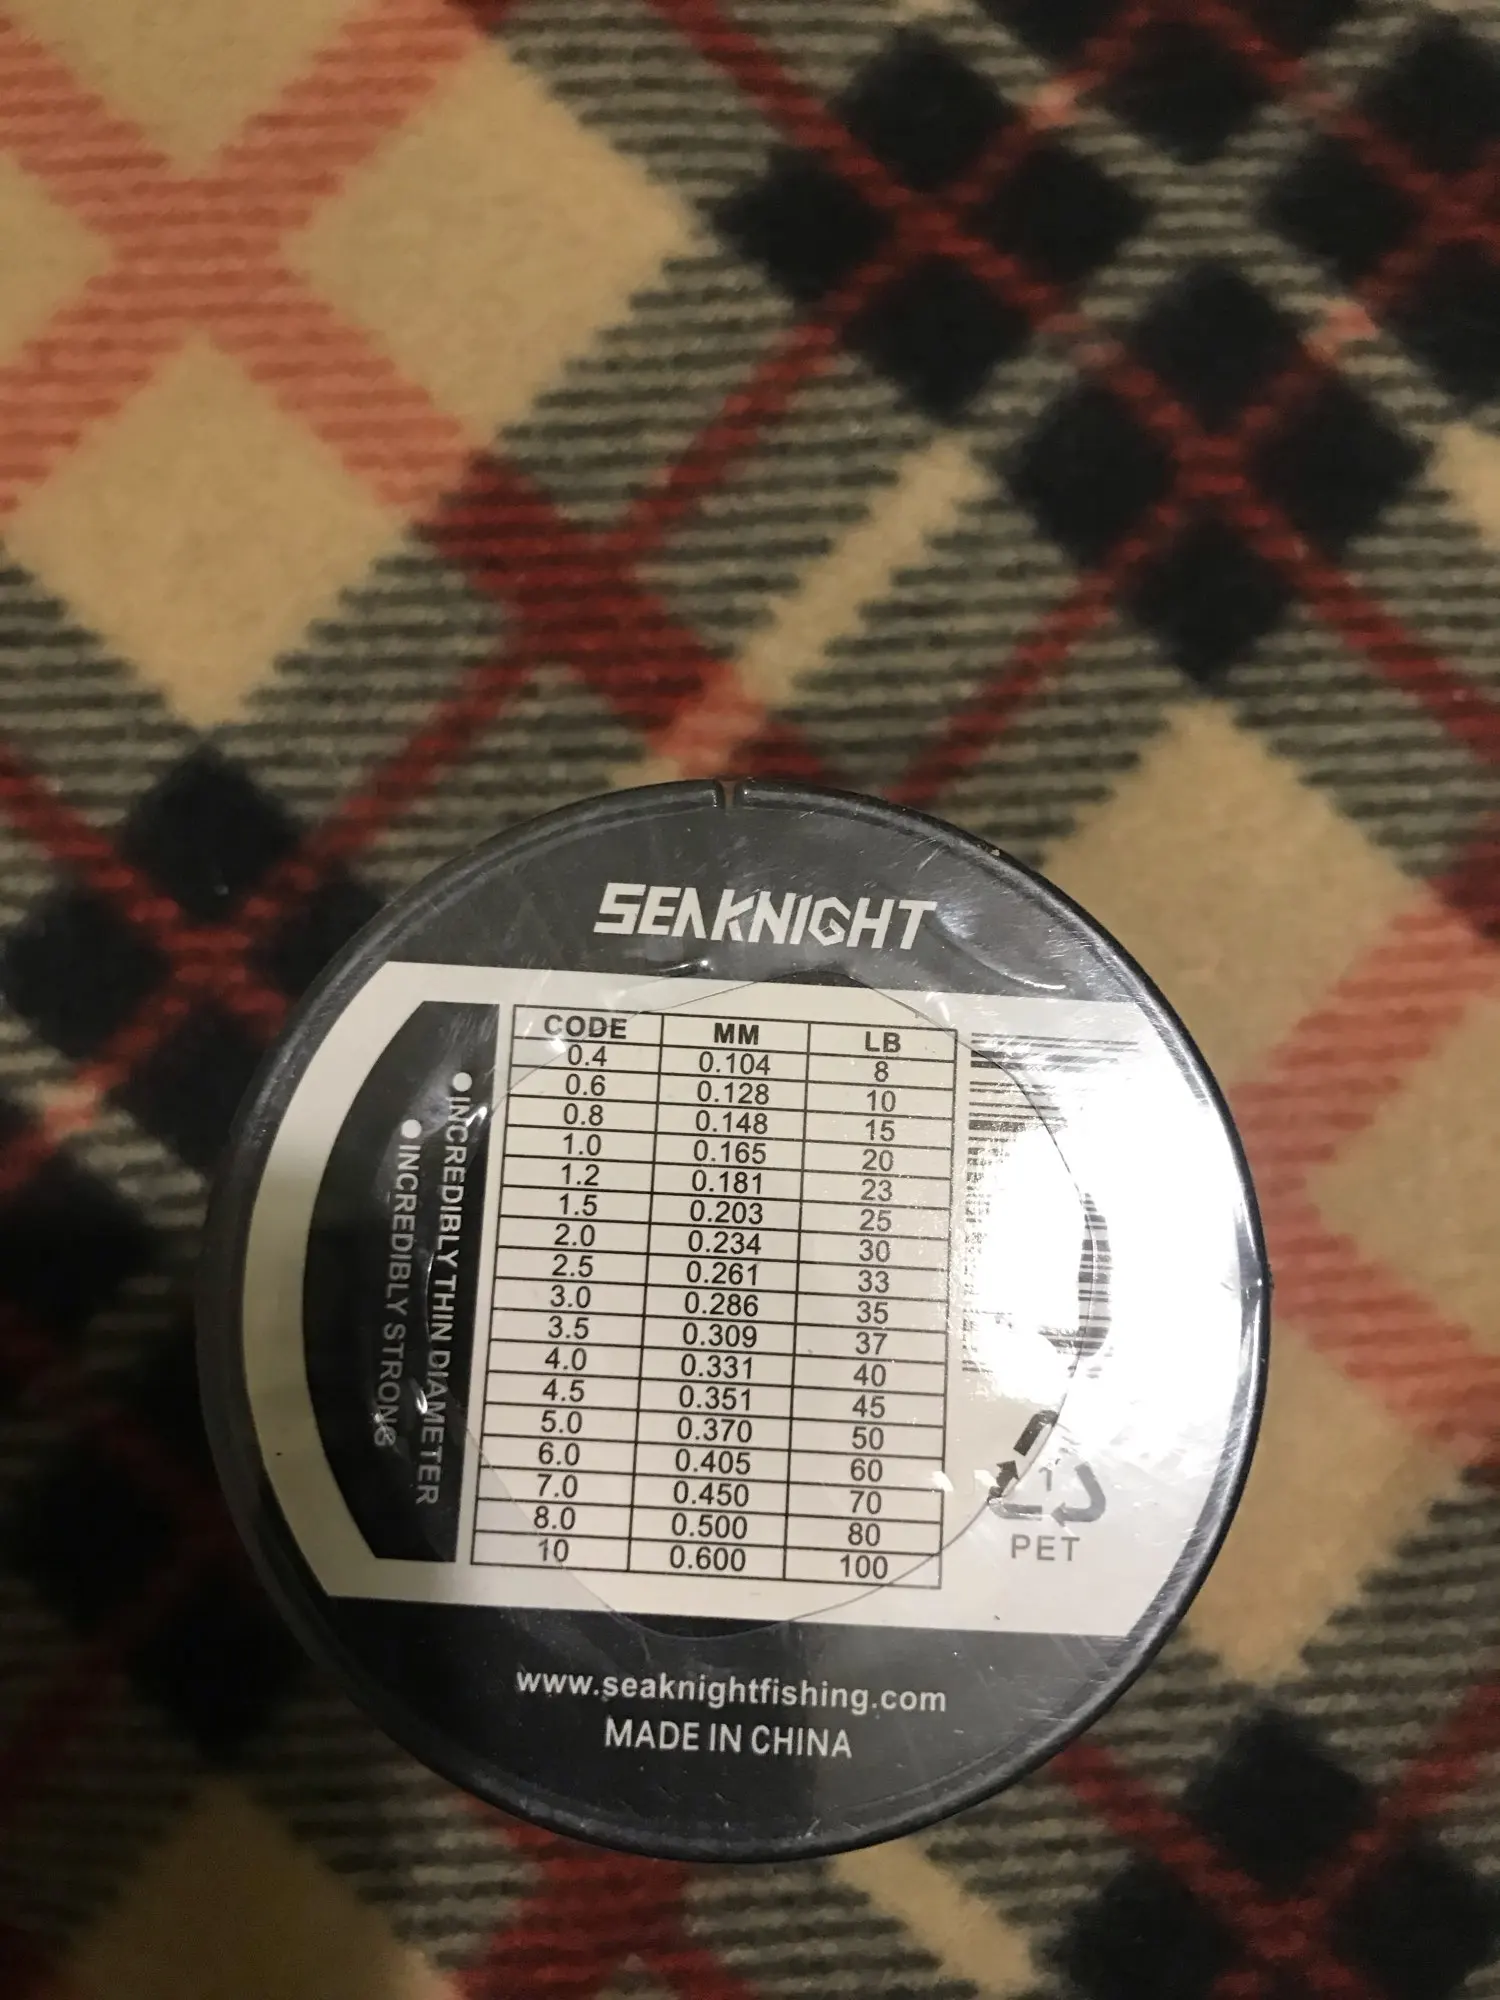 SEAKNIGHT
CODE MM LB
0.4 0.104 8
0.6 0.128 10
0.8 0.148 15
1.0 0.165 20
1.2 0.181 23
1.5 0.203 25
2.0 0.234 30
2.5 0.261 33
3.0 0.286 35
3.5 0.309 37
4.0 0.331 40
4.5 0.351 45
5.0 0.370 50
6.0 0.405 60
7.0 0.450 70
8.0 0.500 80
10 0.600 100
●INCREDIBLY THIN DIAMETER
●INCREDIBLY STRONG
1
PET
www.seaknightfishing.com
MADE IN CHINA